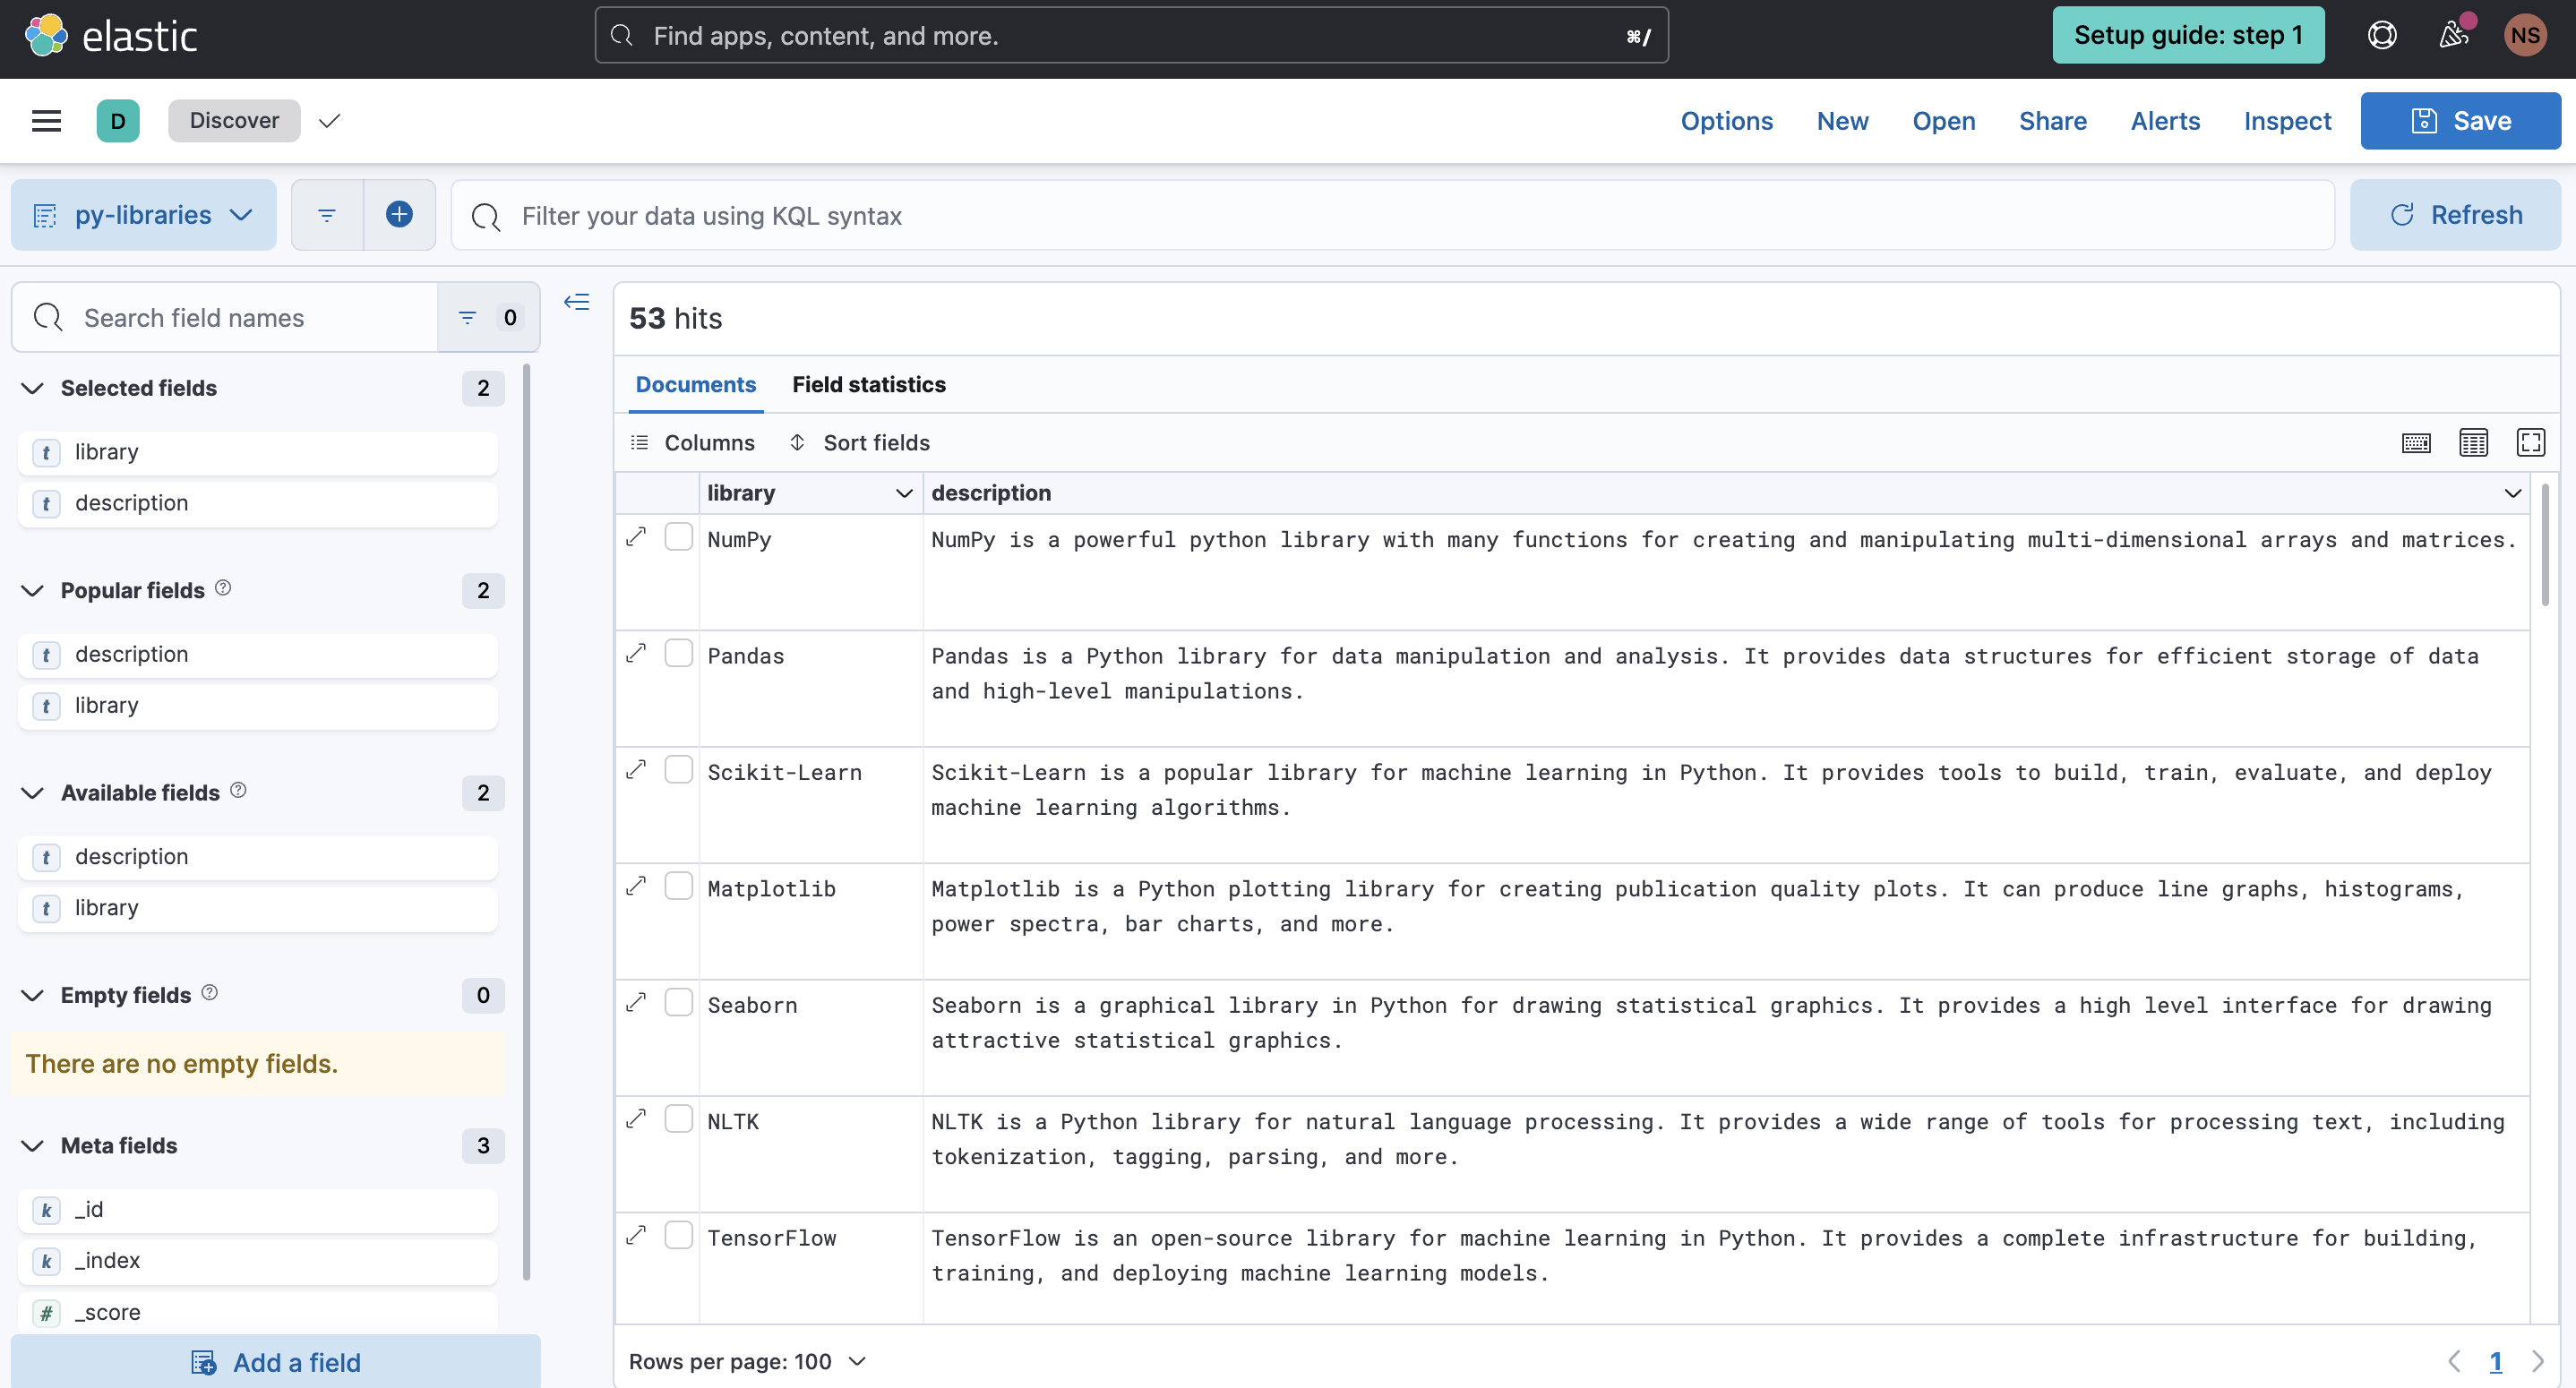 elastic
Find apps, content, and more.
⌘/
Setup guide: step 1
NS
D
Discover
Options
New
Open
Share
Alerts
Inspect
Save
py-libraries
Filter your data using KQL syntax
Refresh
Search field names
0
Selected fields
2
t library
t description
Popular fields
2
t description
t library
Available fields
2
t description
t library
Empty fields
0
There are no empty fields.
Meta fields
3
k _id
k _index
# _score
Add a field
53 hits
Documents
Field statistics
Columns
Sort fields
library
description
NumPy
NumPy is a powerful python library with many functions for creating and manipulating multi-dimensional arrays and matrices.
Pandas
Pandas is a Python library for data manipulation and analysis. It provides data structures for efficient storage of data
and high-level manipulations.
Scikit-Learn
Scikit-Learn is a popular library for machine learning in Python. It provides tools to build, train, evaluate, and deploy
machine learning algorithms.
Matplotlib
Matplotlib is a Python plotting library for creating publication quality plots. It can produce line graphs, histograms,
power spectra, bar charts, and more.
Seaborn
Seaborn is a graphical library in Python for drawing statistical graphics. It provides a high level interface for drawing
attractive statistical graphics.
NLTK
NLTK is a Python library for natural language processing. It provides a wide range of tools for processing text, including
tokenization, tagging, parsing, and more.
TensorFlow
TensorFlow is an open-source library for machine learning in Python. It provides a complete infrastructure for building,
training, and deploying machine learning models.
Rows per page: 100
1